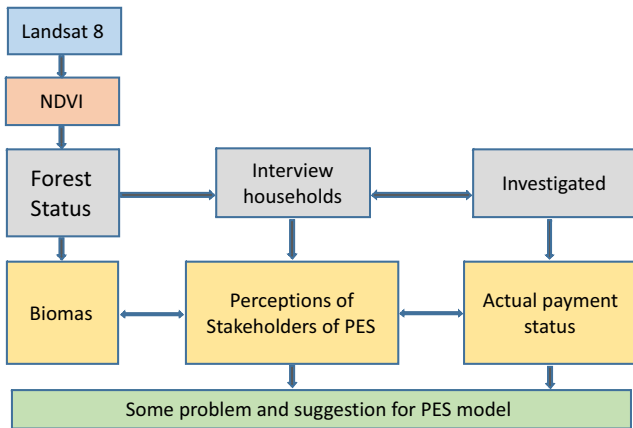 Landsat 8
NDVI
Forest
Status
Interview
households
Investigated
Biomas
Perceptions of
Stakeholders of PES
Actual payment
status
Some problem and suggestion for PES model